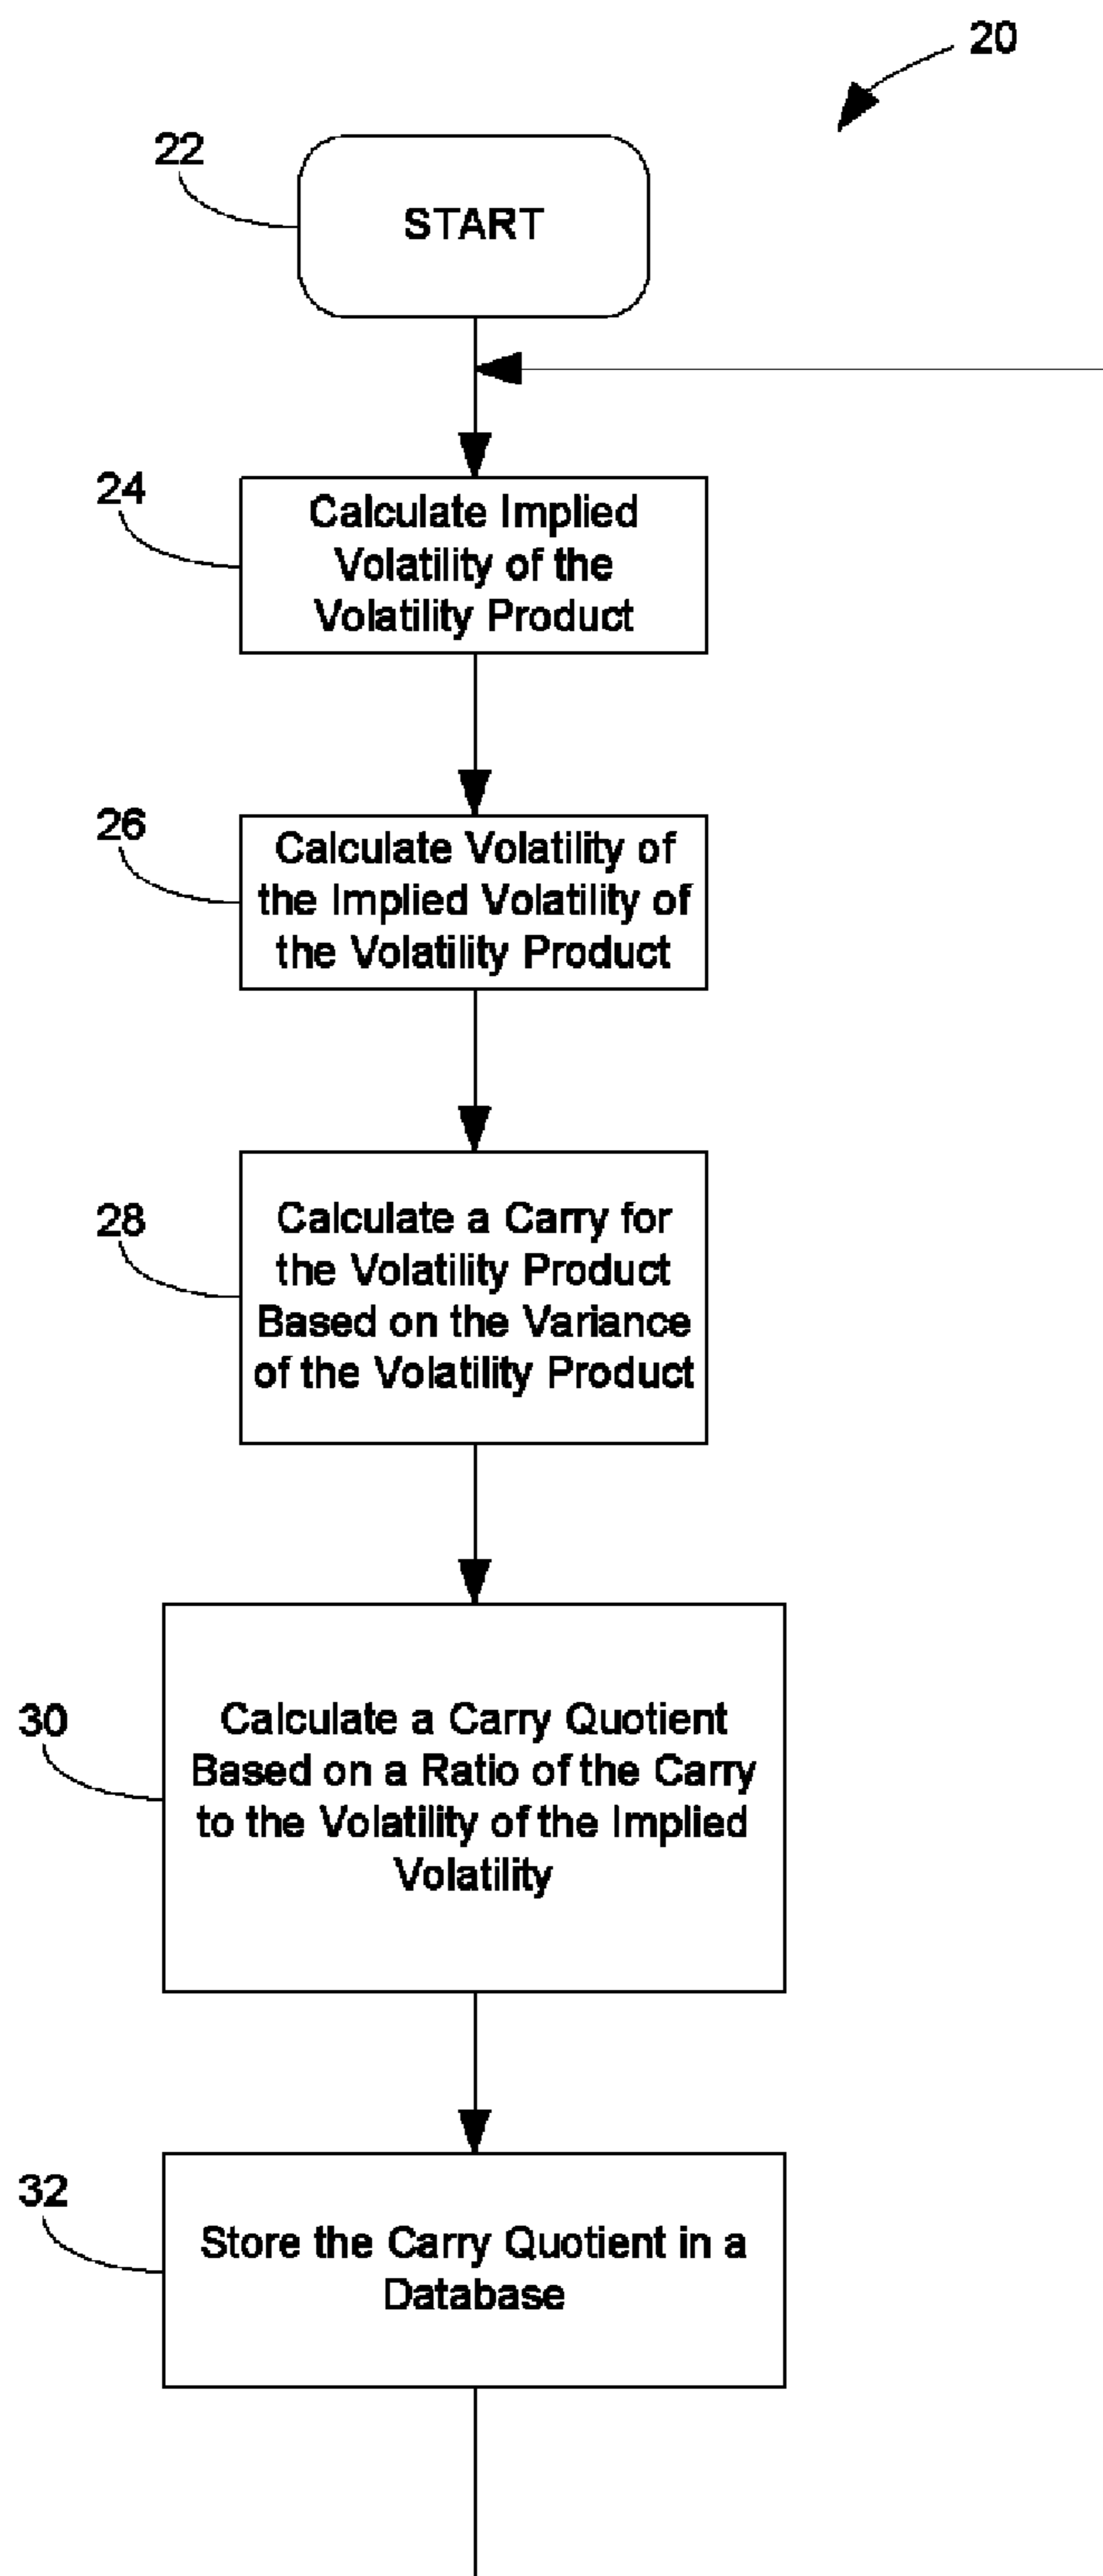 20
22
START
24
Calculate Implied
Volatility of the
Volatility Product
26
Calculate Volatility of
the Implied Volatility of
the Volatility Product
28
Calculate a Carry for
the Volatility Product
Based on the Variance
of the Volatility Product
30
Calculate a Carry Quotient
Based on a Ratio of the Carry
to the Volatility of the Implied
Volatility
32
Store the Carry Quotient in a
Database